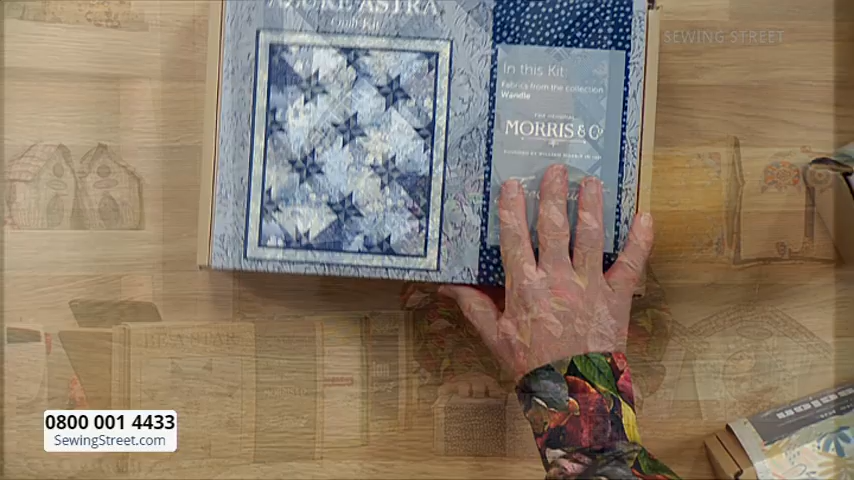 AZURE ASTRA
Quilt Kit
SEWING STREET
In this Kit:
Fabrics from the collection
Wandle
THE ORIGINAL
MORRIS & Co
0800 001 4433
SewingStreet.com